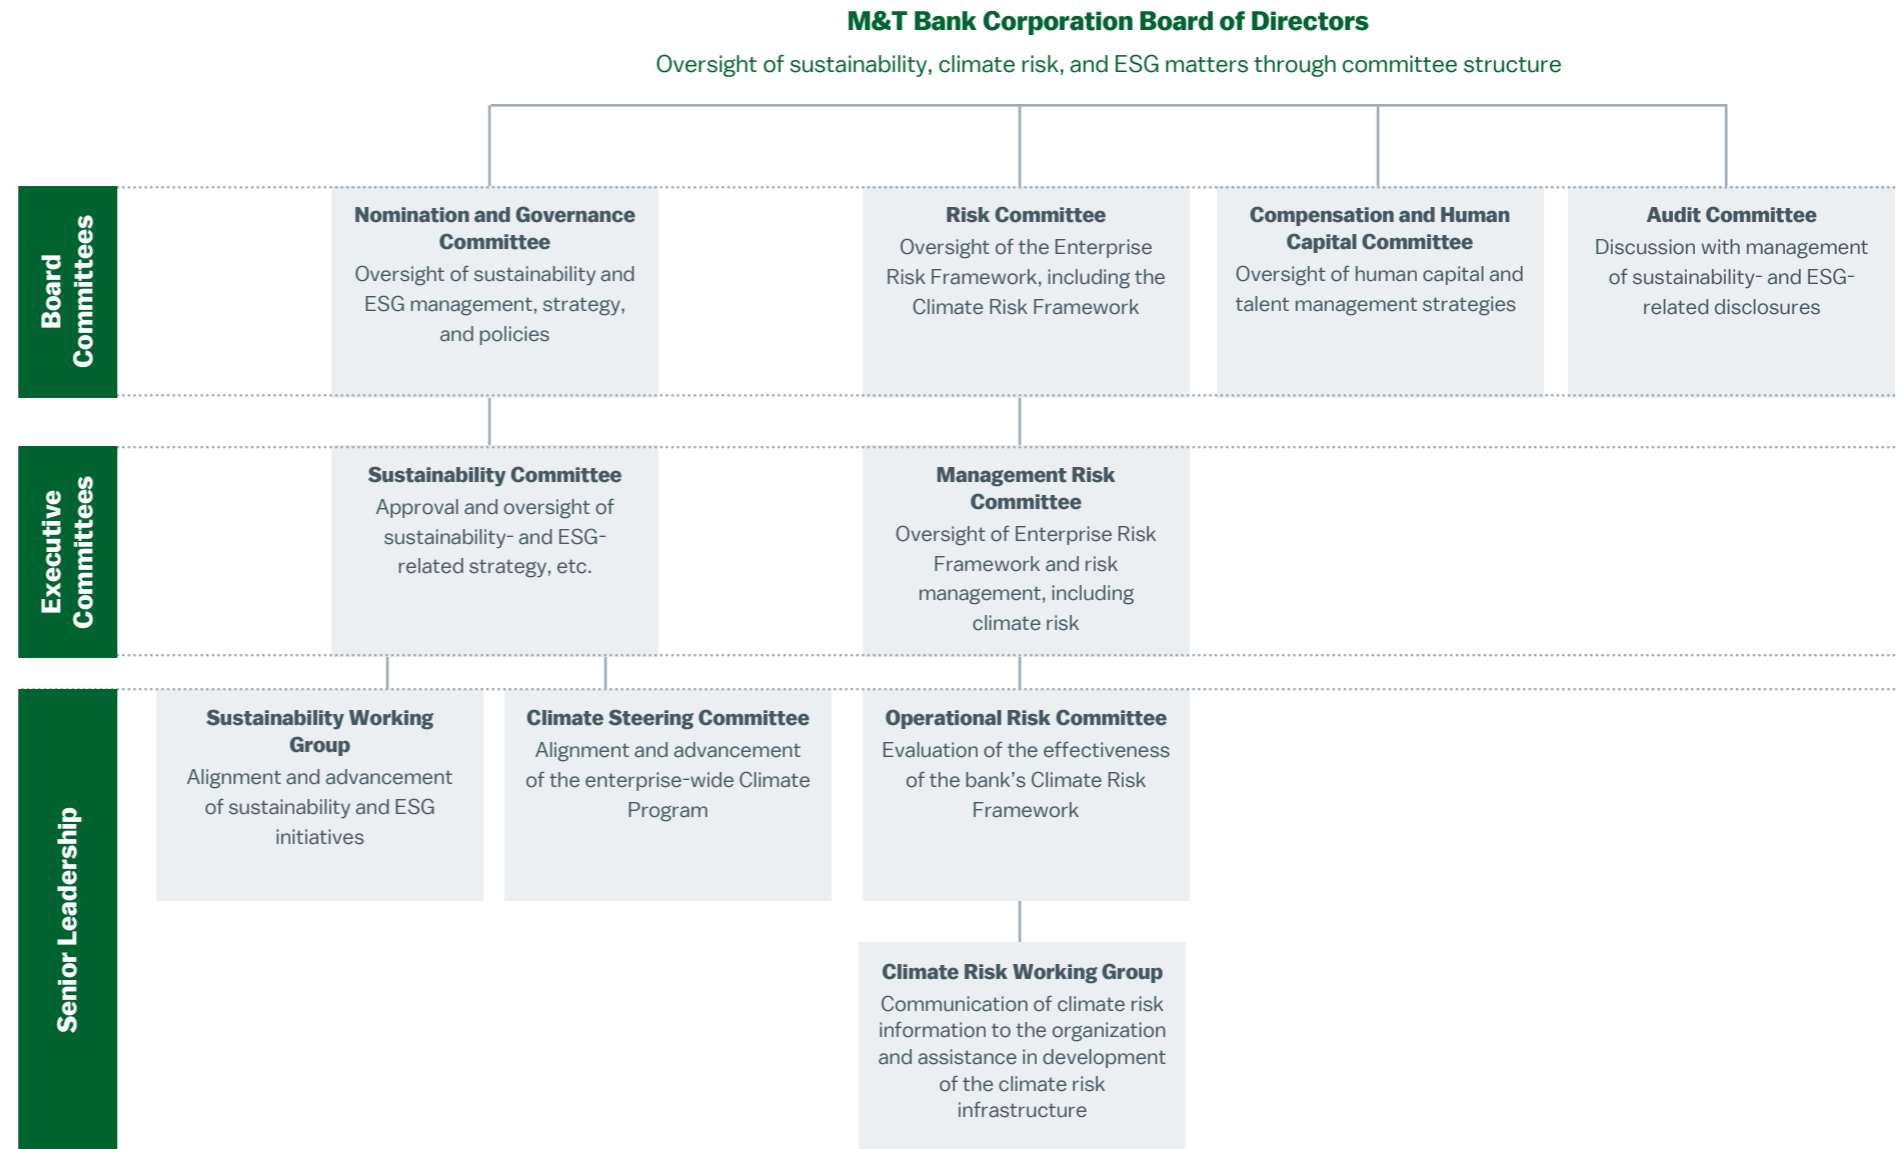 M&T Bank Corporation Board of Directors
Oversight of sustainability, climate risk, and ESG matters through committee structure
Board
Committees
Nomination and Governance
Committee
Oversight of sustainability and
ESG management, strategy,
and policies
Risk Committee
Oversight of the Enterprise
Risk Framework, including the
Climate Risk Framework
Compensation and Human
Capital Committee
Oversight of human capital and
talent management strategies
Audit Committee
Discussion with management
of sustainability- and ESG-
related disclosures
Executive
Committees
Sustainability Committee
Approval and oversight of
sustainability- and ESG-
related strategy, etc.
Management Risk
Committee
Oversight of Enterprise Risk
Framework and risk
management, including
climate risk
Senior Leadership
Sustainability Working
Group
Alignment and advancement
of sustainability and ESG
initiatives
Climate Steering Committee
Alignment and advancement
of the enterprise-wide Climate
Program
Operational Risk Committee
Evaluation of the effectiveness
of the bank’s Climate Risk
Framework
Climate Risk Working Group
Communication of climate risk
information to the organization
and assistance in development
of the climate risk
infrastructure